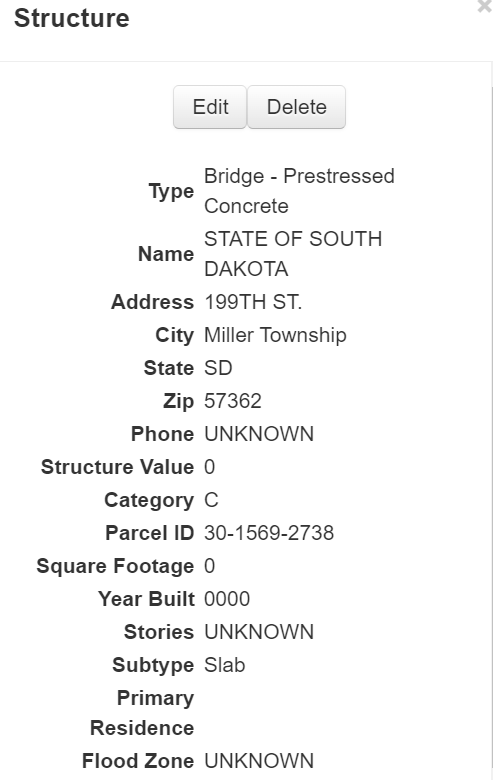 Structure
×
Edit Delete
Type Bridge - Prestressed
Concrete
Name STATE OF SOUTH
DAKOTA
Address 199TH ST.
City Miller Township
State SD
Zip 57362
Phone UNKNOWN
Structure Value 0
Category C
Parcel ID 30-1569-2738
Square Footage 0
Year Built 0000
Stories UNKNOWN
Subtype Slab
Primary
Residence
Flood Zone UNKNOWN